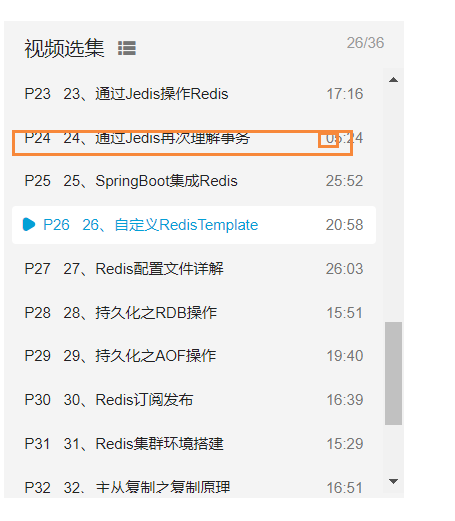 视频选集 26/36
P23 23、通过Jedis操作Redis 17:16
P24 24、通过Jedis再次理解事务 05:24
P25 25、SpringBoot集成Redis 25:52
P26 26、自定义RedisTemplate 20:58
P27 27、Redis配置文件详解 26:03
P28 28、持久化之RDB操作 15:51
P29 29、持久化之AOF操作 19:40
P30 30、Redis订阅发布 16:39
P31 31、Redis集群环境搭建 15:29
P32 32、主从复制之复制原理 16:51